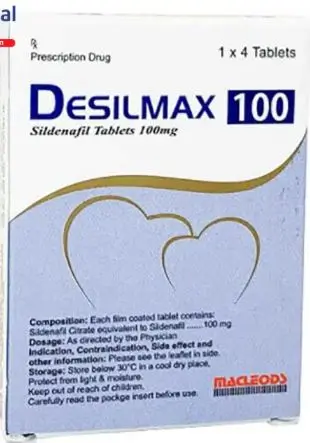 al
℞
Prescription Drug
1 x 4 Tablets
DESILMAX 100
Sildenafil Tablets 100mg
Composition: Each film coated tablet contains:
Sildenafil Citrate equivalent to Sildenafil ...... 100 mg
Dosage: As directed by the Physician
Indication, Contraindication, Side effect and
other information: Please see the leaflet in side.
Storage: Store below 30°C in a cool dry place,
Protect from light & moisture.
Keep out of reach of children.
Carefully read the packge insert before use.
MACLEODS